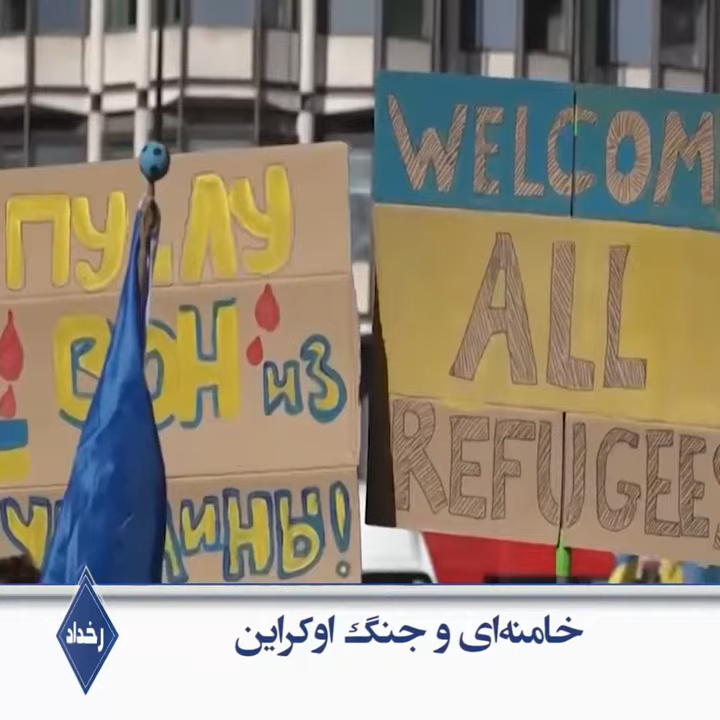 ВОН из
WELCOM
ALL
REFUGEES
رخداد
خامنه‌ای و جنگ اوکراین